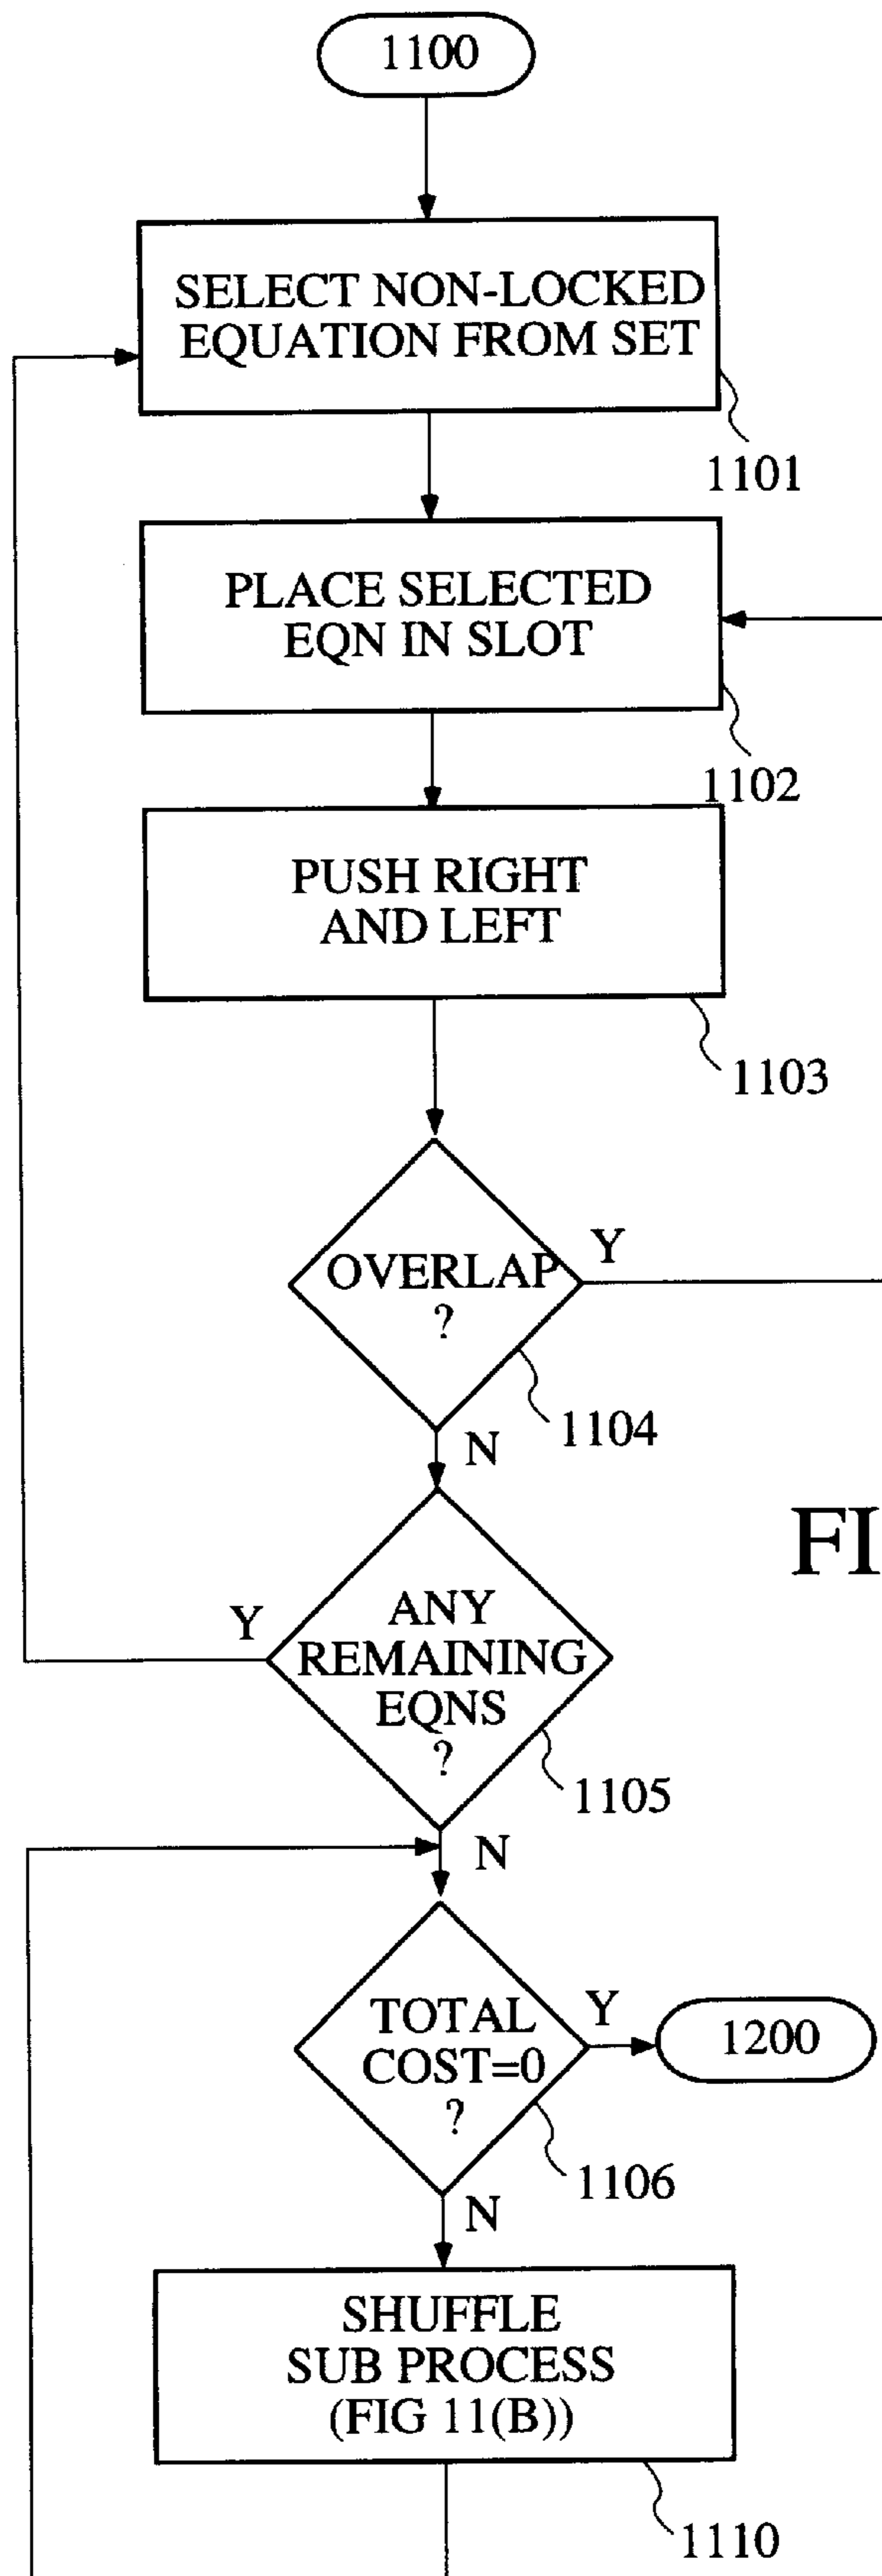 1100
SELECT NON-LOCKED
EQUATION FROM SET
1101
PLACE SELECTED
EQN IN SLOT
1102
PUSH RIGHT
AND LEFT
1103
OVERLAP
?
Y
1104
N
FI
ANY
REMAINING
EQNS
?
Y
1105
N
TOTAL
COST=0
?
Y
1200
1106
N
SHUFFLE
SUB PROCESS
(FIG 11(B))
1110